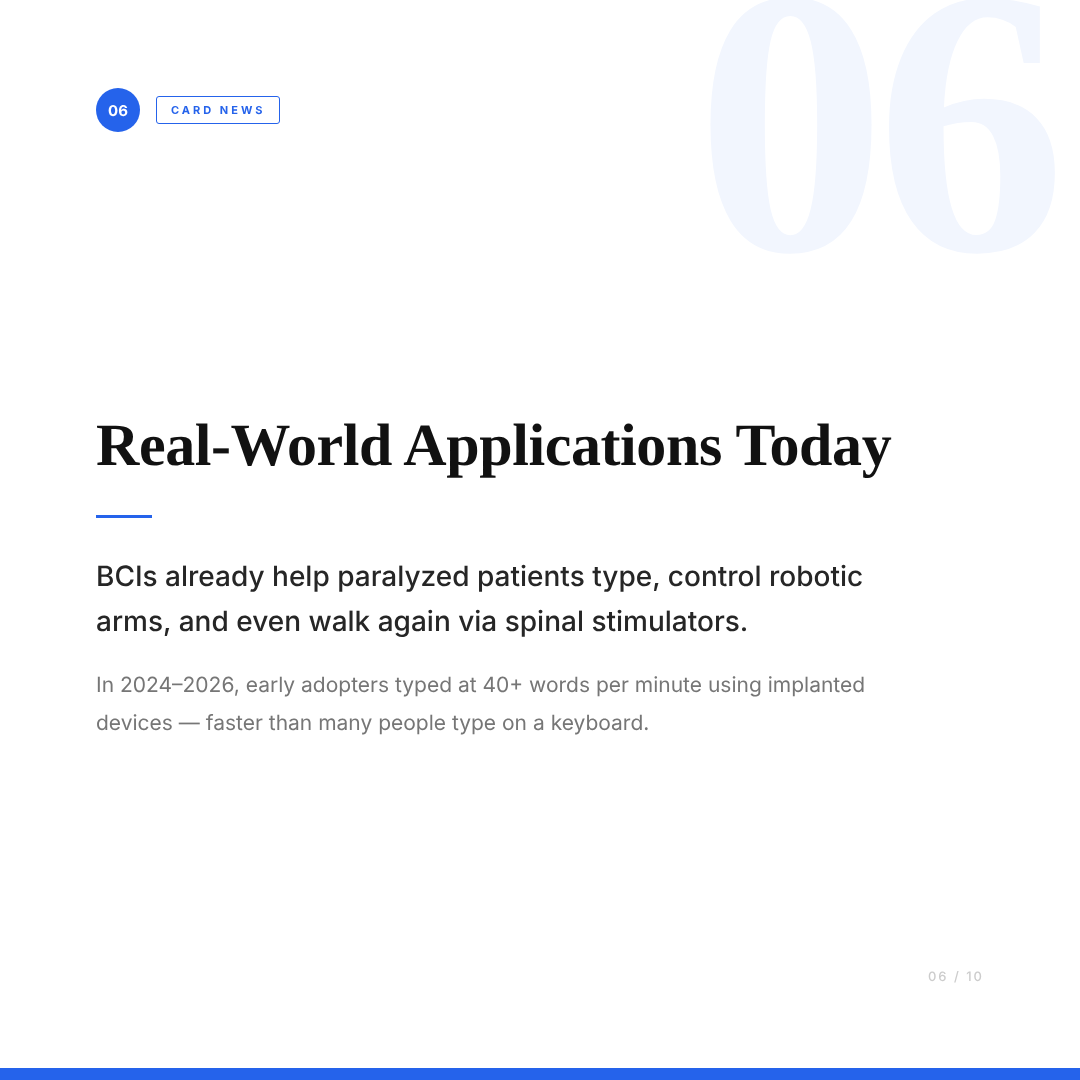 06
06
CARD NEWS
Real-World Applications Today
BCIs already help paralyzed patients type, control robotic
arms, and even walk again via spinal stimulators.
In 2024–2026, early adopters typed at 40+ words per minute using implanted
devices — faster than many people type on a keyboard.
06 / 10